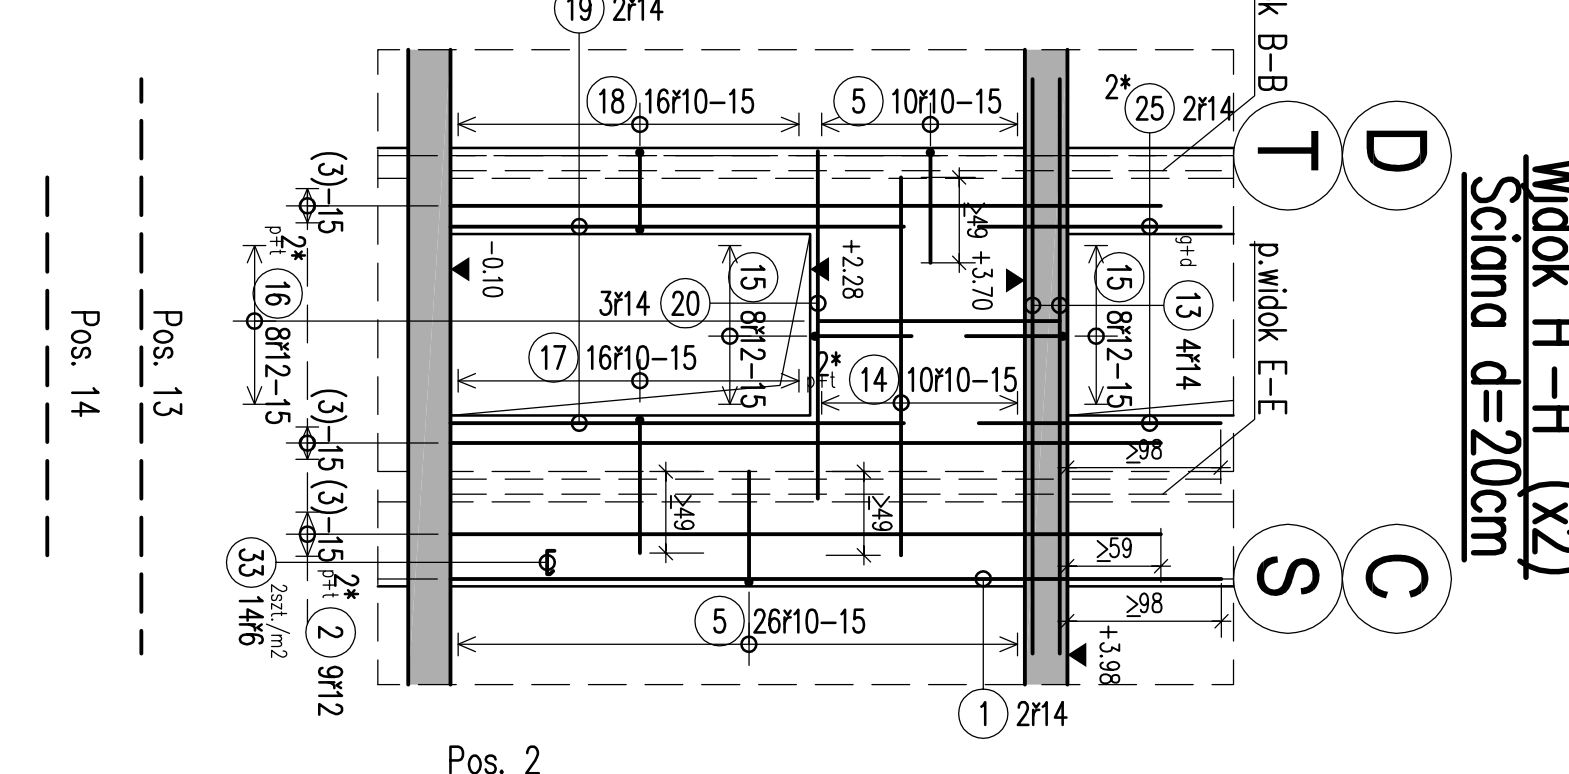 Widok H-H (x2)
Sciana d=20cm
D
T
C
S
k B-B
p.widok E-E
19 2ř14
18 16ř10-15
5 10ř10-15
2*
25 2ř14
(3)-15
≥49
-0.10
15 8ř12-15
+2.28
+3.70
g+d
15 8ř12-15
13 4ř14
2*
p+t
16 8ř12-15
3ř14 20
17 16ř10-15
2*
p+t
14 10ř10-15
(3)-15
≥98
≥49
≥49
(3)-15
≥59
≥98
33 14ř6
2szt./m2
2*
p+t
2 9ř12
5 26ř10-15
+3.98
1 2ř14
Pos. 13
Pos. 14
Pos. 2